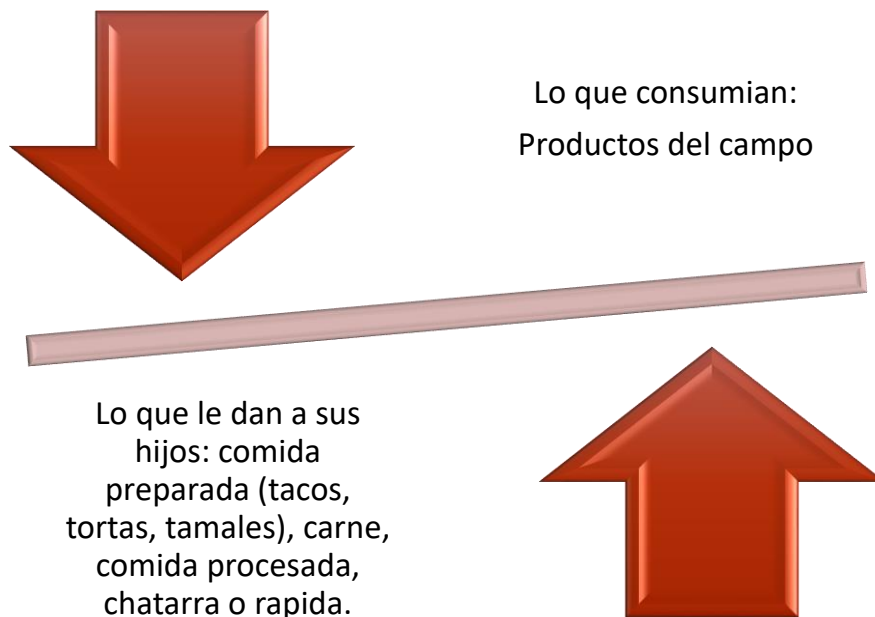 Lo que consumian:
Productos del campo
Lo que le dan a sus
hijos: comida
preparada (tacos,
tortas, tamales), carne,
comida procesada,
chatarra o rapida.